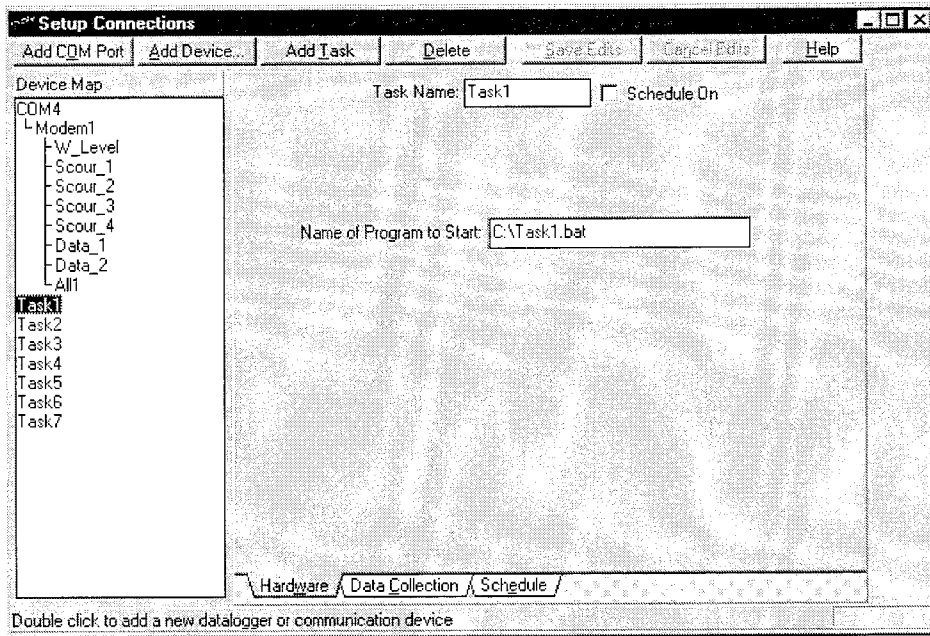 Setup Connections
Add COM Port Add Device... Add Task Delete Save Edits Cancel Edits Help
Device Map
COM4
Modem1
W_Level
Scour_1
Scour_2
Scour_3
Scour_4
Data_1
Data_2
All1
Task1
Task2
Task3
Task4
Task5
Task6
Task7
Task Name: Task1 Schedule On
Name of Program to Start: C:\Task1.bat
Hardware Data Collection Schedule
Double click to add a new datalogger or communication device